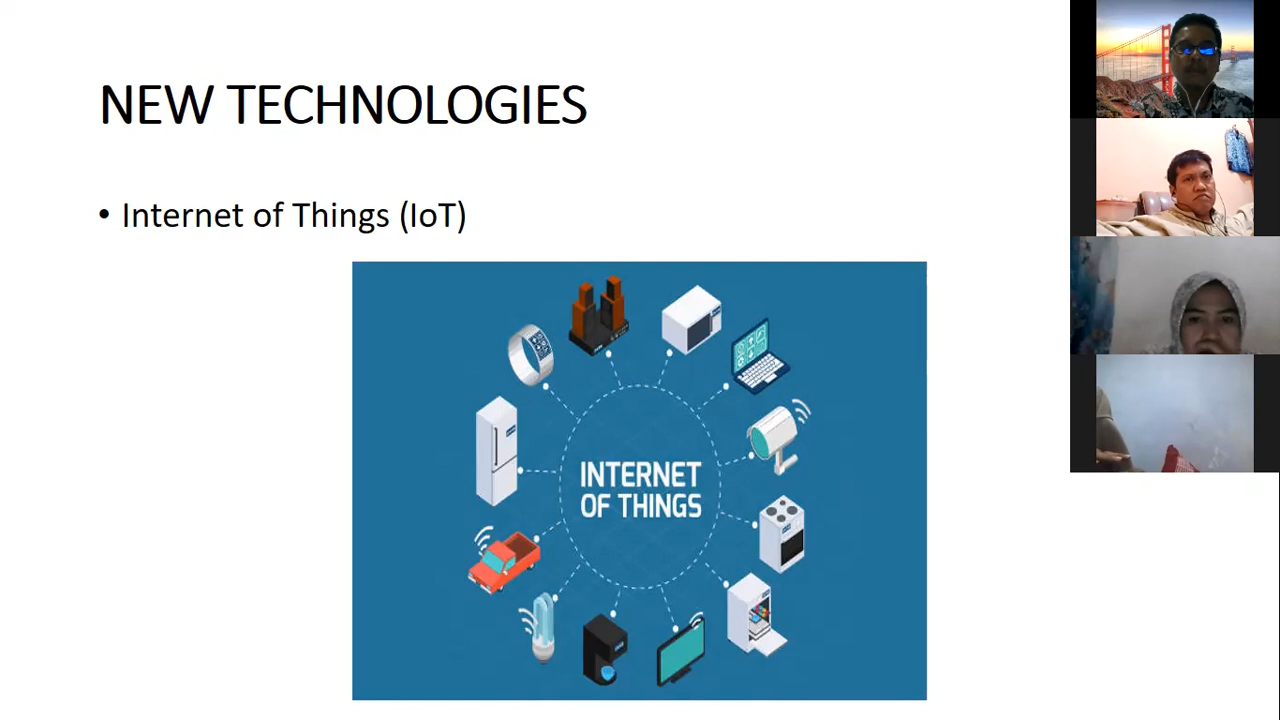 NEW TECHNOLOGIES
• Internet of Things (IoT)
INTERNET
OF THINGS